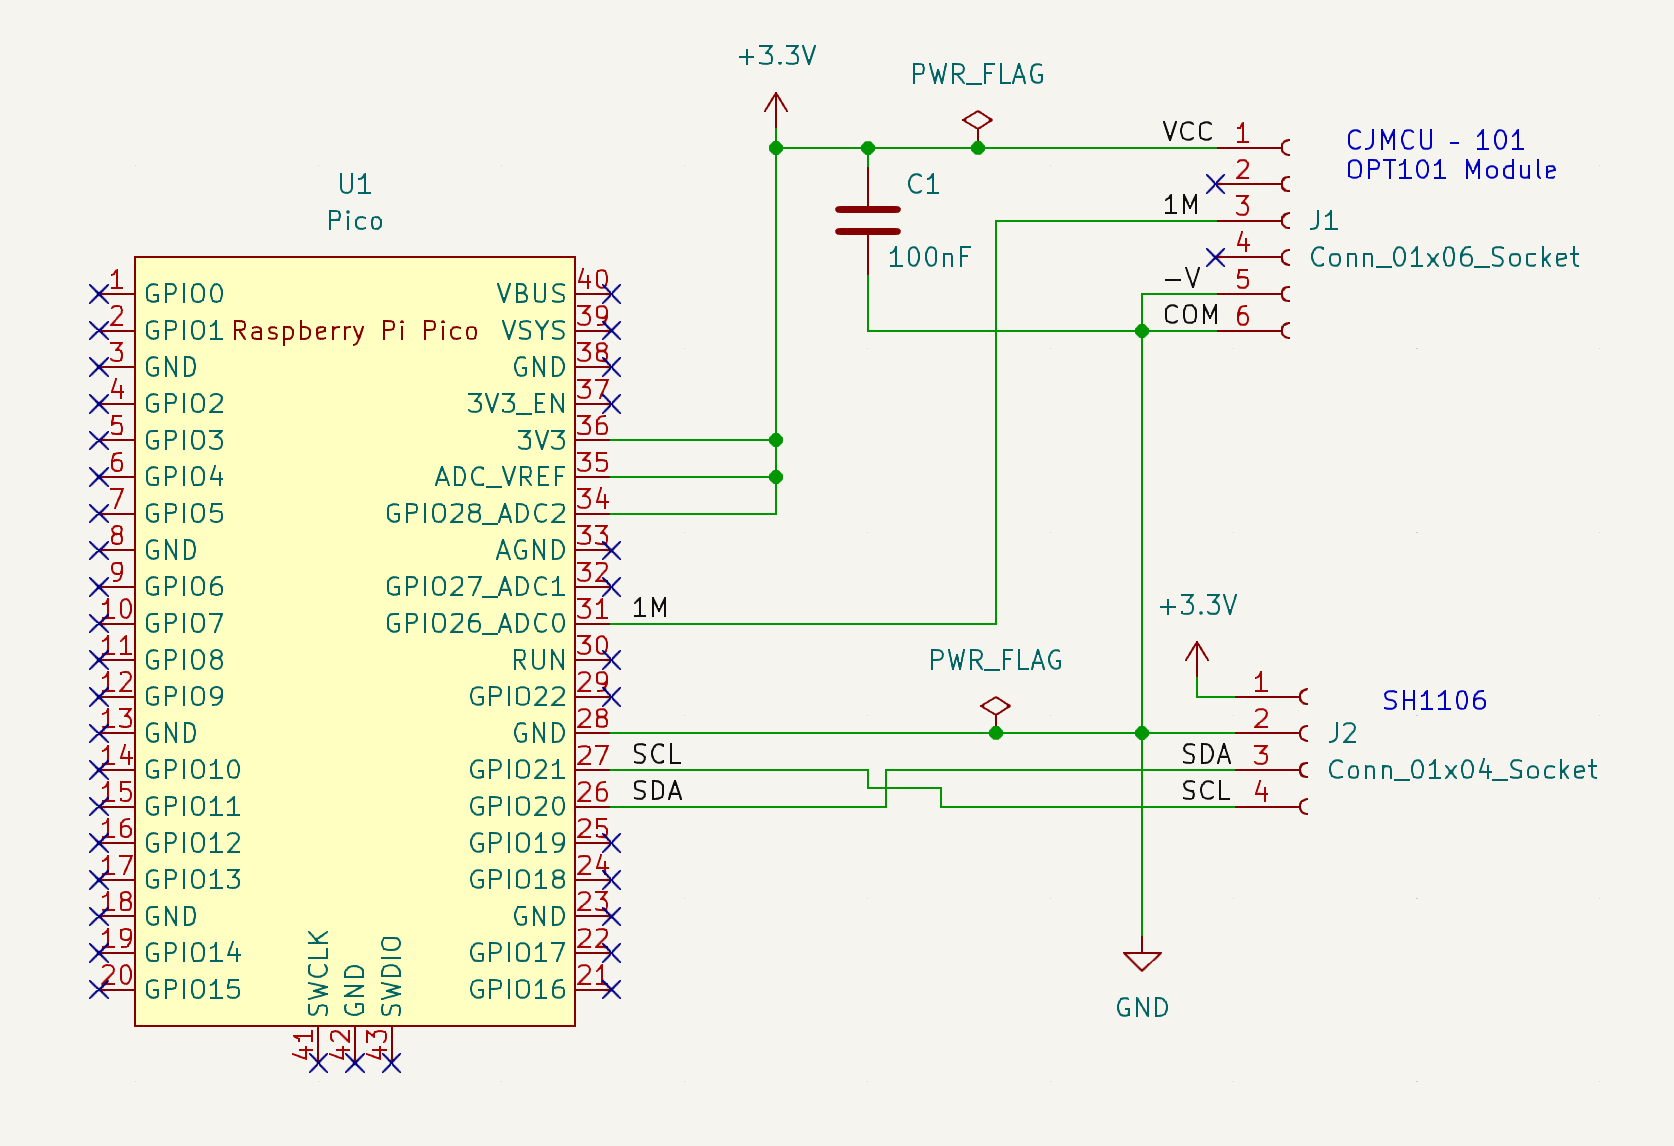 +3.3V
PWR_FLAG
VCC 1
CJMCU - 101
2 OPT101 Module
C1
1M 3 J1
100nF 4 Conn_01x06_Socket
-V 5
COM 6
U1
Pico
Raspberry Pi Pico
1 GPIO0 VBUS 40
2 GPIO1 VSYS 39
3 GND GND 38
4 GPIO2 3V3_EN 37
5 GPIO3 3V3 36
6 GPIO4 ADC_VREF 35
7 GPIO5 GPIO28_ADC2 34
8 GND AGND 33
9 GPIO6 GPIO27_ADC1 32
10 GPIO7 GPIO26_ADC0 31 1M
11 GPIO8 RUN 30
12 GPIO9 GPIO22 29
13 GND GND 28
14 GPIO10 GPIO21 27 SCL
15 GPIO11 GPIO20 26 SDA
16 GPIO12 GPIO19 25
17 GPIO13 GPIO18 24
18 GND GND 23
19 GPIO14 GPIO17 22
20 GPIO15 GPIO16 21
SWCLK GND SWDIO
41 42 43
+3.3V
PWR_FLAG
1 SH1106
2 J2
SDA 3 Conn_01x04_Socket
SCL 4
GND